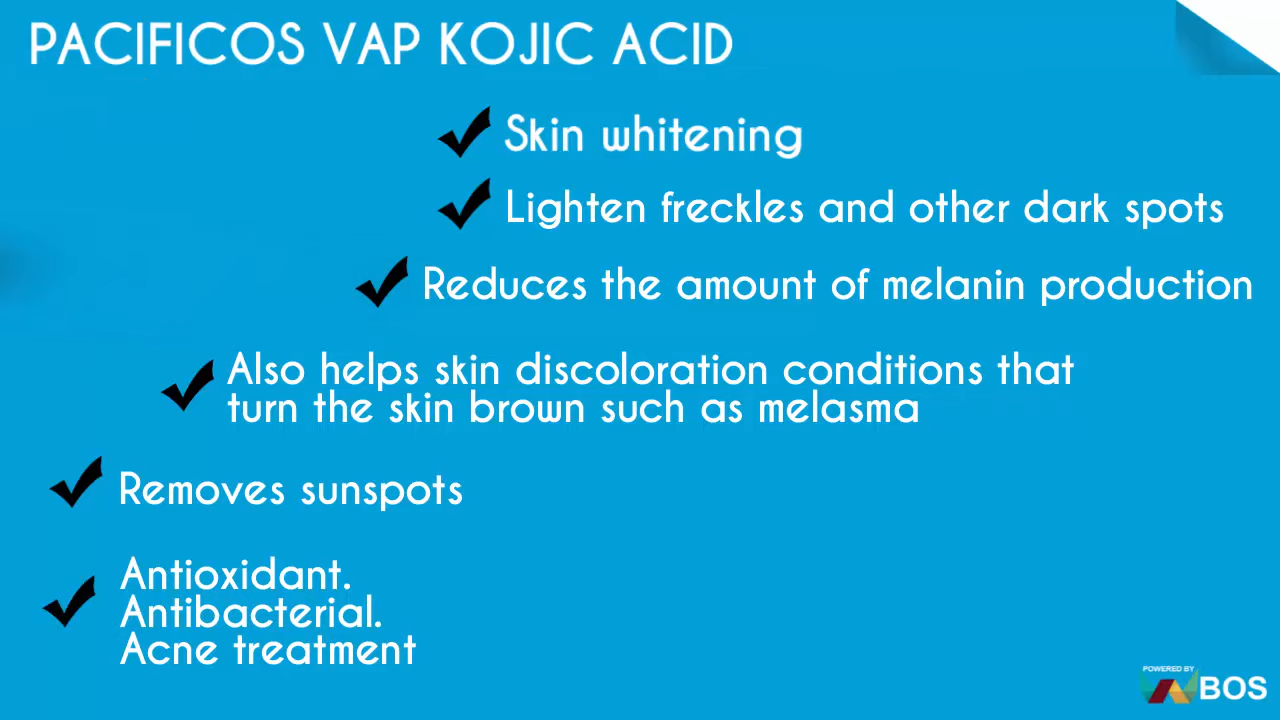 PACIFICOS VAP KOJIC ACID
Skin whitening
Lighten freckles and other dark spots
Reduces the amount of melanin production
Also helps skin discoloration conditions that
turn the skin brown such as melasma
Removes sunspots
Antioxidant.
Antibacterial.
Acne treatment
POWERED BY
BOS